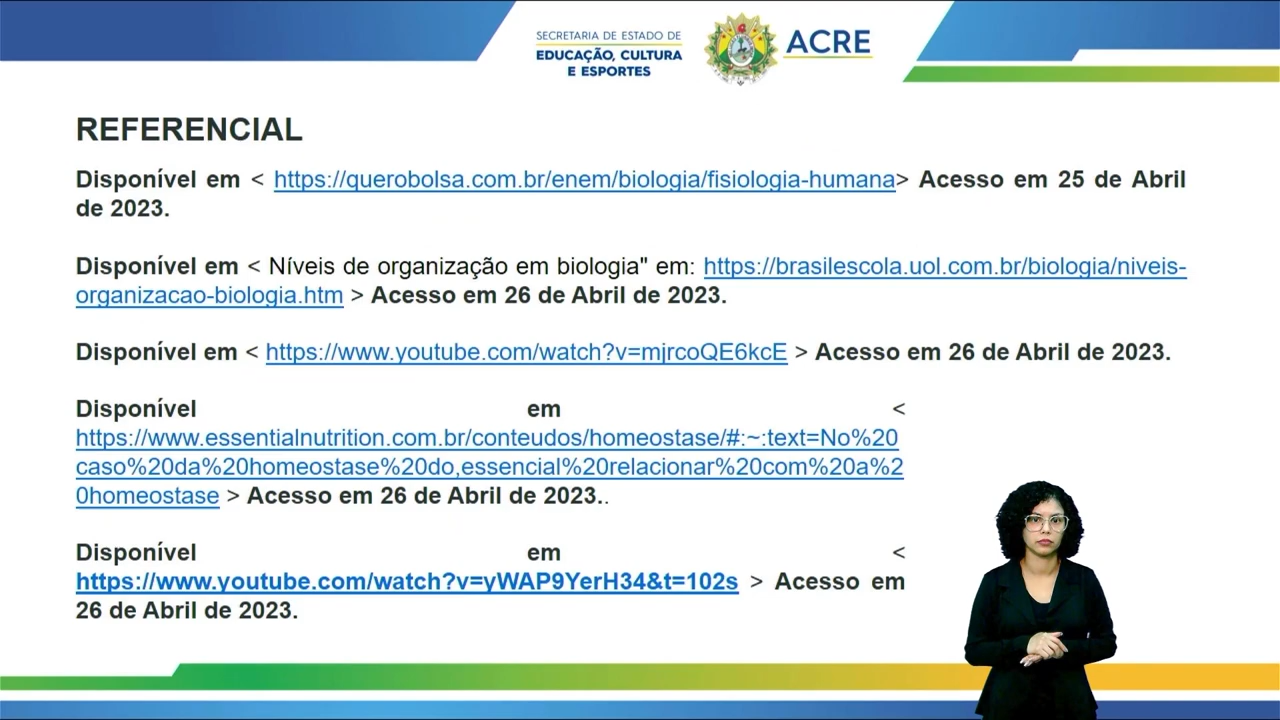 SECRETARIA DE ESTADO DE
EDUCAÇÃO, CULTURA
E ESPORTES
ACRE
REFERENCIAL
Disponível em < https://querobolsa.com.br/enem/biologia/fisiologia-humana> Acesso em 25 de Abril
de 2023.
Disponível em < Níveis de organização em biologia" em: https://brasilescola.uol.com.br/biologia/niveis-
organizacao-biologia.htm > Acesso em 26 de Abril de 2023.
Disponível em < https://www.youtube.com/watch?v=mjrcoQE6kcE > Acesso em 26 de Abril de 2023.
Disponível em <
https://www.essentialnutrition.com.br/conteudos/homeostase/#:~:text=No%20
caso%20da%20homeostase%20do,essencial%20relacionar%20com%20a%2
0homeostase > Acesso em 26 de Abril de 2023..
Disponível em <
https://www.youtube.com/watch?v=yWAP9YerH34&t=102s > Acesso em
26 de Abril de 2023.